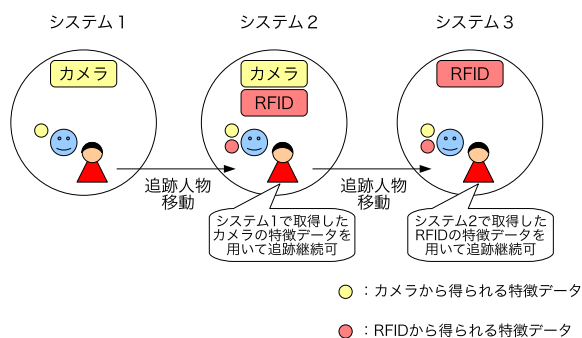 システム1
システム2
システム3
カメラ
カメラ
RFID
RFID
追跡人物
移動
追跡人物
移動
システム1で取得した
カメラの特徴データを
用いて追跡継続可
システム2で取得した
RFIDの特徴データを
用いて追跡継続可
：カメラから得られる特徴データ
：RFIDから得られる特徴データ